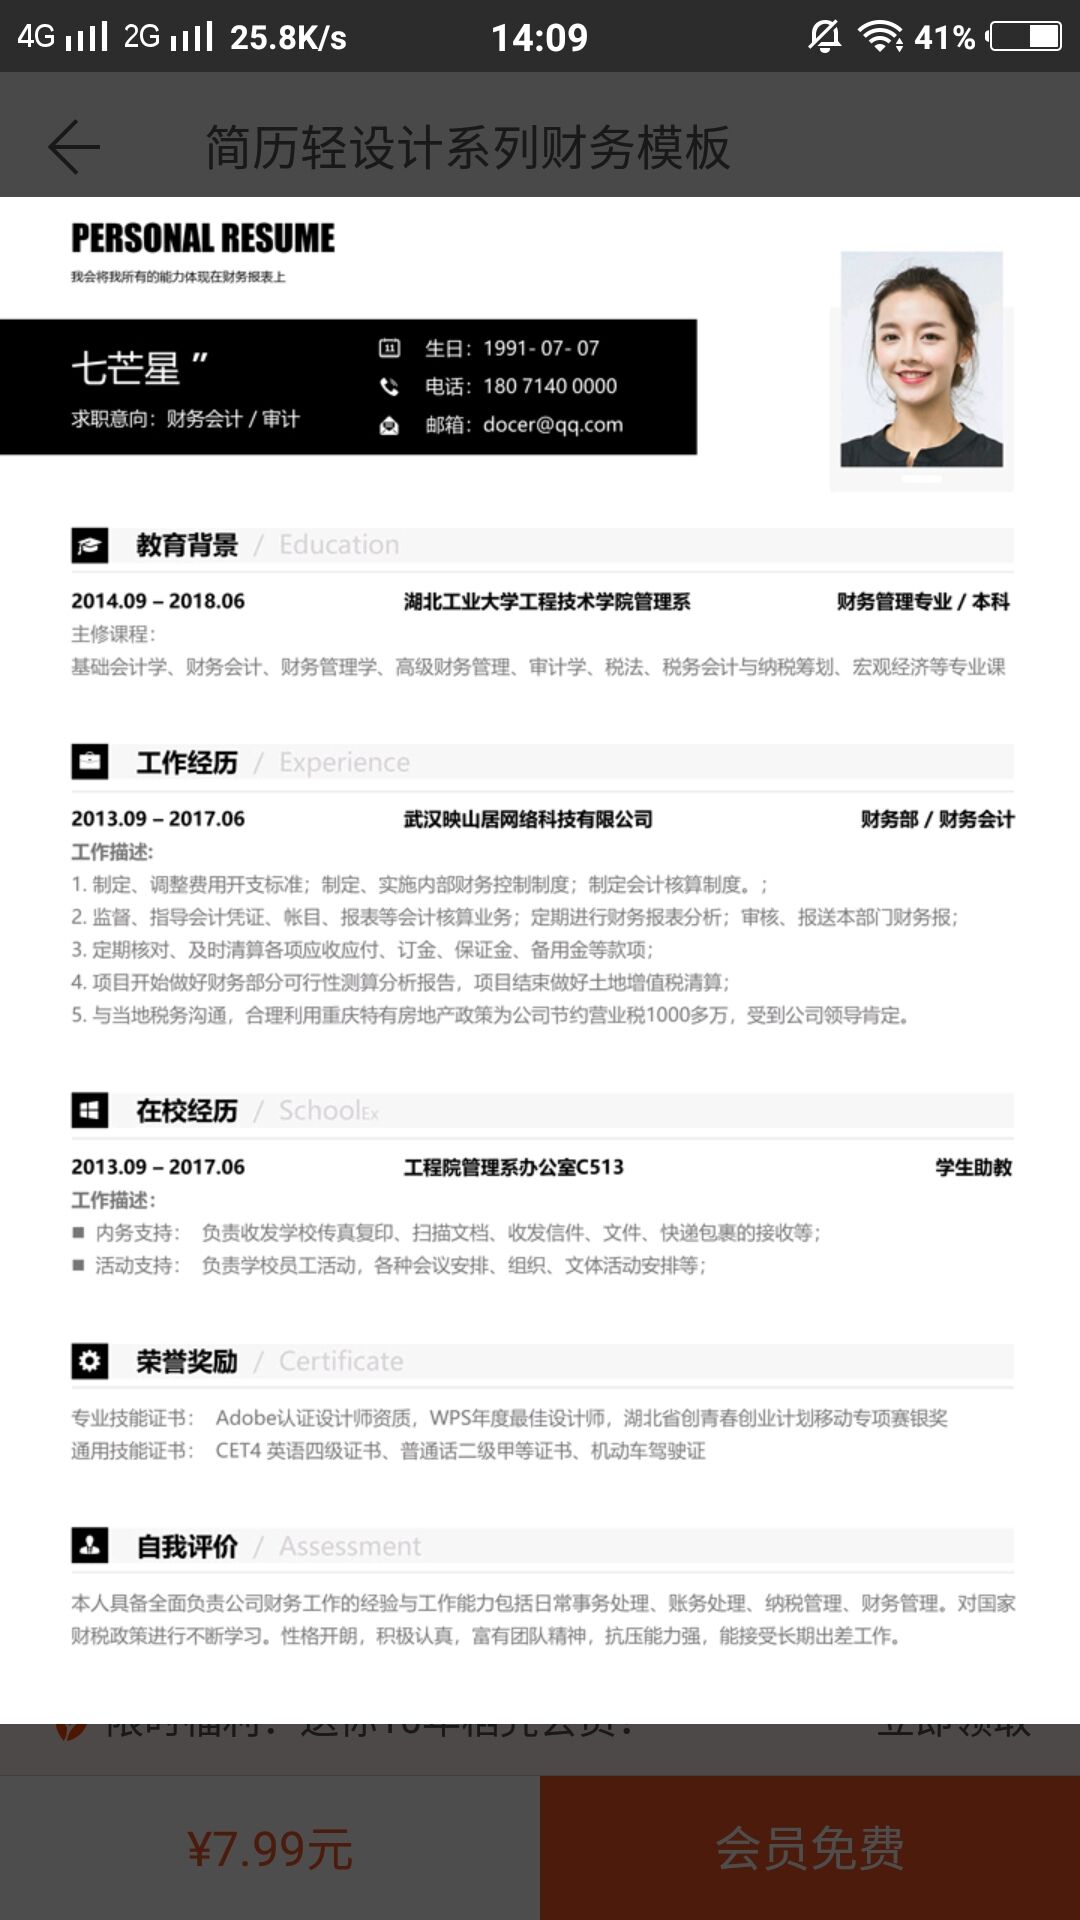 4G 2G 25.8K/s 14:09 41%
简历轻设计系列财务模板
PERSONAL RESUME
我会将我所有的能力体现在财务报表上
七芒星 ”
求职意向：财务会计 / 审计
11 生日：1991- 07- 07
电话：180 7140 0000
邮箱：docer@qq.com
教育背景 / Education
2014.09 – 2018.06 湖北工业大学工程技术学院管理系 财务管理专业 / 本科
主修课程：
基础会计学、财务会计、财务管理学、高级财务管理、审计学、税法、税务会计与纳税筹划、宏观经济等专业课
工作经历 / Experience
2013.09 – 2017.06 武汉映山居网络科技有限公司 财务部 / 财务会计
工作描述:
1. 制定、调整费用开支标准；制定、实施内部财务控制制度；制定会计核算制度。;
2. 监督、指导会计凭证、帐目、报表等会计核算业务；定期进行财务报表分析；审核、报送本部门财务报；
3. 定期核对、及时清算各项应收应付、订金、保证金、备用金等款项；
4. 项目开始做好财务部分可行性测算分析报告，项目结束做好土地增值税清算；
5. 与当地税务沟通，合理利用重庆特有房地产政策为公司节约营业税1000多万，受到公司领导肯定。
在校经历 / SchoolEx
2013.09 – 2017.06 工程院管理系办公室C513 学生助教
工作描述：
■ 内务支持： 负责收发学校传真复印、扫描文档、收发信件、文件、快递包裹的接收等；
■ 活动支持： 负责学校员工活动，各种会议安排、组织、文体活动安排等；
荣誉奖励 / Certificate
专业技能证书： Adobe认证设计师资质，WPS年度最佳设计师，湖北省创青春创业计划移动专项赛银奖
通用技能证书： CET4 英语四级证书、普通话二级甲等证书、机动车驾驶证
自我评价 / Assessment
本人具备全面负责公司财务工作的经验与工作能力包括日常事务处理、账务处理、纳税管理、财务管理。对国家
财税政策进行不断学习。性格开朗，积极认真，富有团队精神，抗压能力强，能接受长期出差工作。
¥7.99元 会员免费